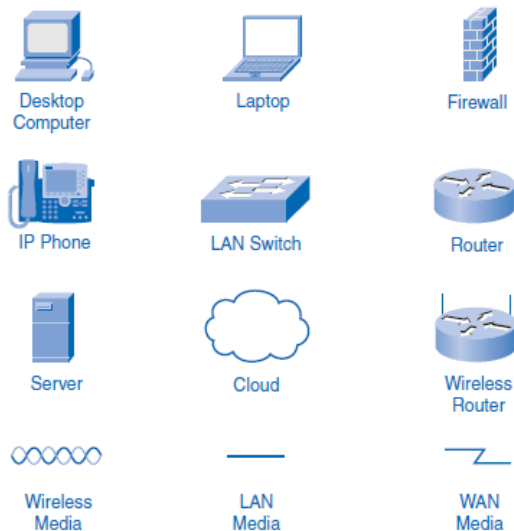 Desktop
Computer
Laptop
Firewall
IP Phone
LAN Switch
Router
Server
Cloud
Wireless
Router
Wireless
Media
LAN
Media
WAN
Media